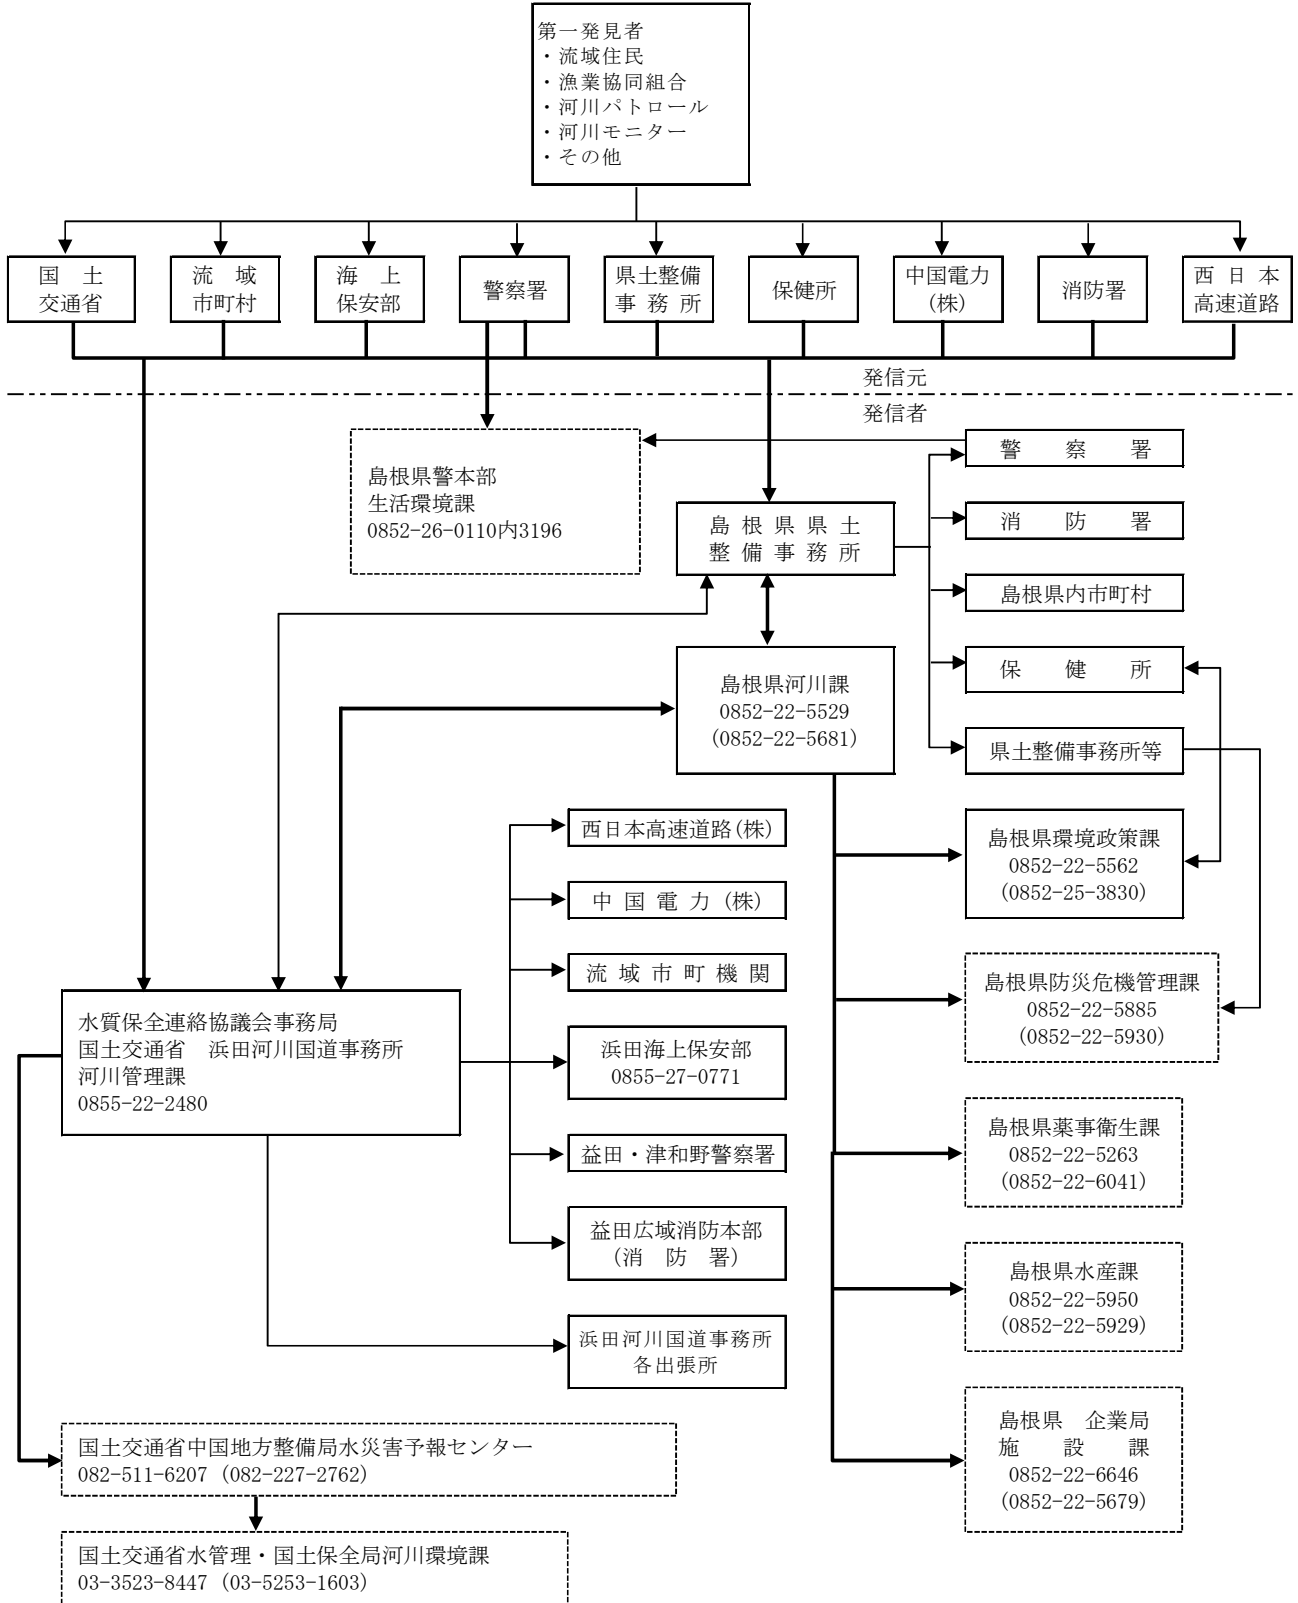 第一発見者
・流域住民
・漁業協同組合
・河川パトロール
・河川モニター
・その他
国　土
交通省
流　域
市町村
海　上
保安部
警察署
県土整備
事 務 所
保健所
中国電力
(株)
消防署
西 日 本
高速道路
発信元
発信者
島根県警本部
生活環境課
0852-26-0110内3196
島 根 県 県 土
整 備 事 務 所
警　察　署
消　防　署
島根県内市町村
保　健　所
県土整備事務所等
島根県河川課
0852-22-5529
(0852-22-5681)
島根県環境政策課
0852-22-5562
(0852-25-3830)
島根県防災危機管理課
0852-22-5885
(0852-22-5930)
島根県薬事衛生課
0852-22-5263
(0852-22-6041)
島根県水産課
0852-22-5950
(0852-22-5929)
島根県　企業局
施　設　課
0852-22-6646
(0852-22-5679)
西日本高速道路(株)
中 国 電 力 (株)
流 域 市 町 機 関
浜田海上保安部
0855-27-0771
益田・津和野警察署
益田広域消防本部
(消　防　署)
浜田河川国道事務所
各出張所
水質保全連絡協議会事務局
国土交通省　浜田河川国道事務所
河川管理課
0855-22-2480
国土交通省中国地方整備局水災害予報センター
082-511-6207 (082-227-2762)
国土交通省水管理・国土保全局河川環境課
03-3523-8447 (03-5253-1603)